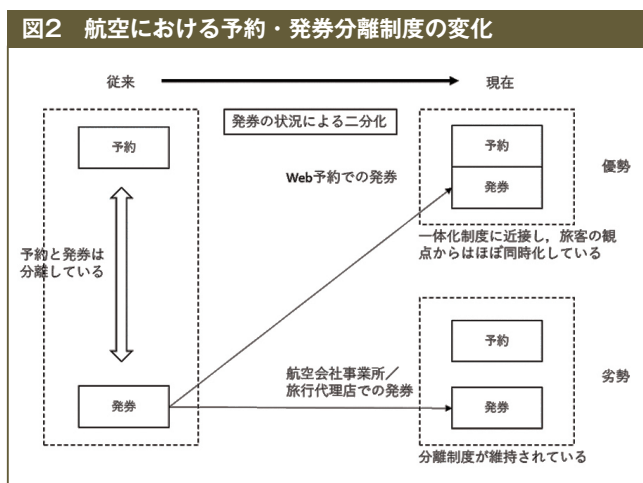 図2 航空における予約・発券分離制度の変化
従来
現在
発券の状況による二分化
予約
予約
発券
優勢
Web予約での発券
一体化制度に近接し，旅客の観
点からはほぼ同時化している
予約と発券は
分離している
予約
航空会社事業所／
旅行代理店での発券
劣勢
発券
発券
分離制度が維持されている